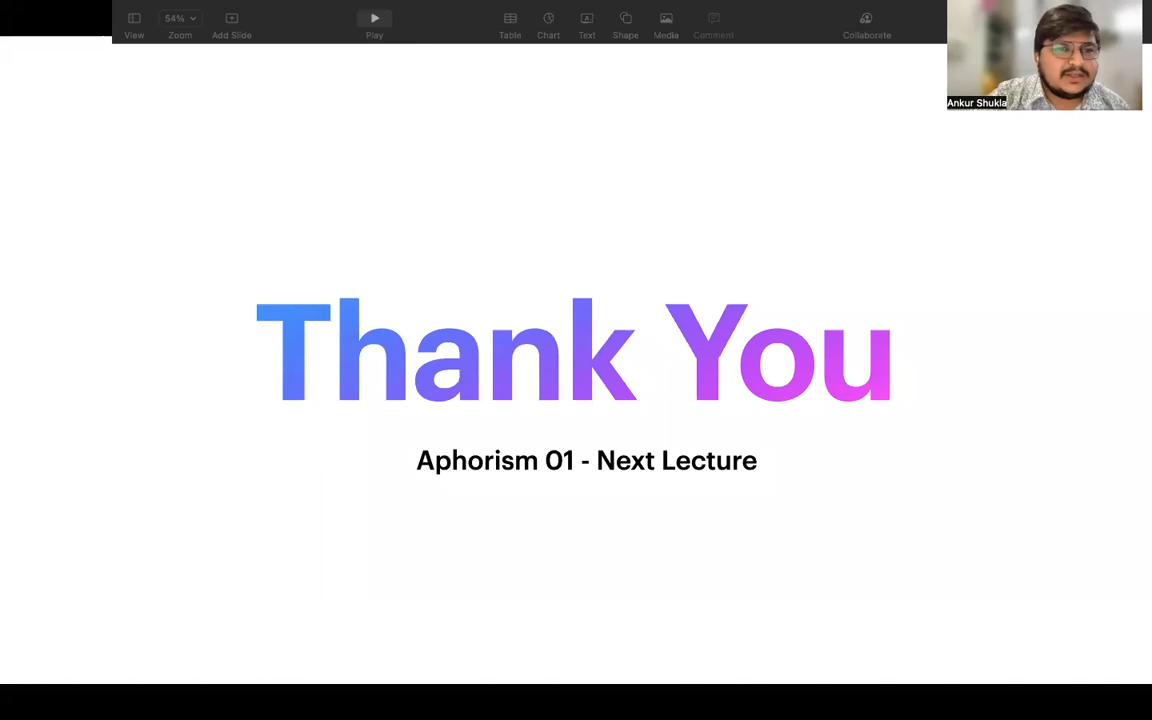 View
54%
Zoom
Add Slide
Play
Table
Chart
Text
Shape
Media
Comment
Collaborate
Ankur Shukla
Thank You
Aphorism 01 - Next Lecture